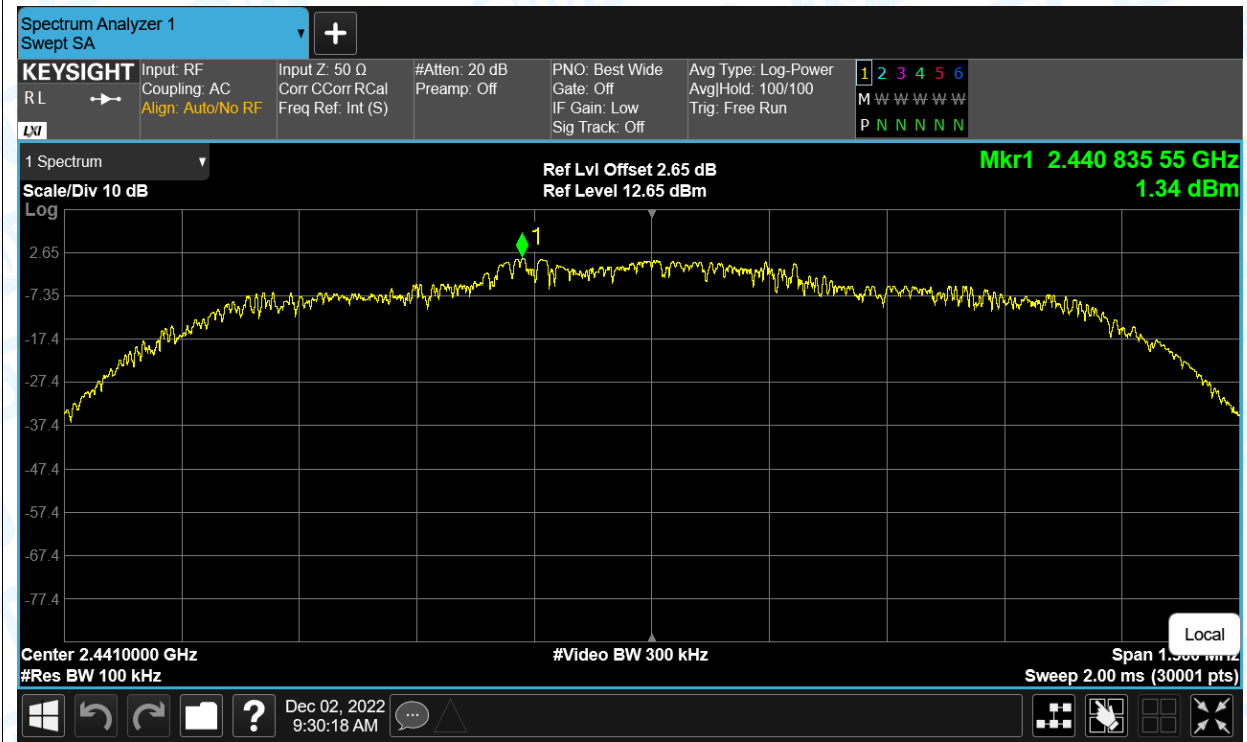 Spectrum Analyzer 1
Swept SA
KEYSIGHT
R L
LXI
Input: RF
Coupling: AC
Align: Auto/No RF
Input Z: 50 Ω
Corr CCorr RCal
Freq Ref: Int (S)
#Atten: 20 dB
Preamp: Off
PNO: Best Wide
Gate: Off
IF Gain: Low
Sig Track: Off
Avg Type: Log-Power
Avg|Hold: 100/100
Trig: Free Run
1 2 3 4 5 6
M W W W W W W
P N N N N N N
1 Spectrum
Scale/Div 10 dB
Log
Ref Lvl Offset 2.65 dB
Ref Level 12.65 dBm
Mkr1 2.440 835 55 GHz
1.34 dBm
1
2.65
-7.35
-17.4
-27.4
-37.4
-47.4
-57.4
-67.4
-77.4
Local
Center 2.4410000 GHz
#Video BW 300 kHz
Span
#Res BW 100 kHz
Sweep 2.00 ms (30001 pts)
?
Dec 02, 2022
9:30:18 AM